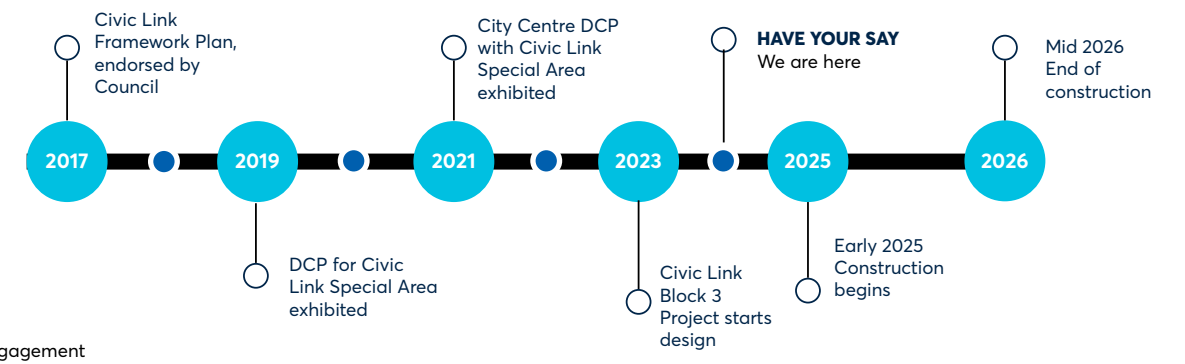 Civic Link
Framework Plan,
endorsed by
Council
City Centre DCP
with Civic Link
Special Area
exhibited
HAVE YOUR SAY
We are here
Mid 2026
End of
construction
2017
2019
2021
2023
2025
2026
DCP for Civic
Link Special Area
exhibited
Civic Link
Block 3
Project starts
design
Early 2025
Construction
begins
gagement